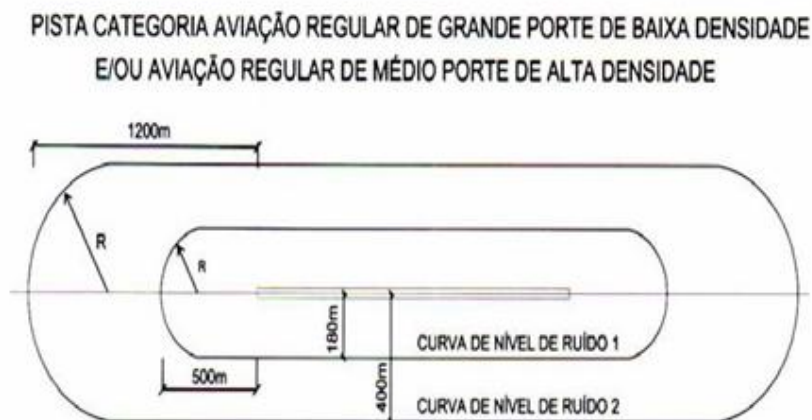 PISTA CATEGORIA AVIAÇÃO REGULAR DE GRANDE PORTE DE BAIXA DENSIDADE
E/OU AVIAÇÃO REGULAR DE MÉDIO PORTE DE ALTA DENSIDADE
1200m
R
R
180m
CURVA DE NÍVEL DE RUÍDO 1
500m
400m
CURVA DE NÍVEL DE RUÍDO 2